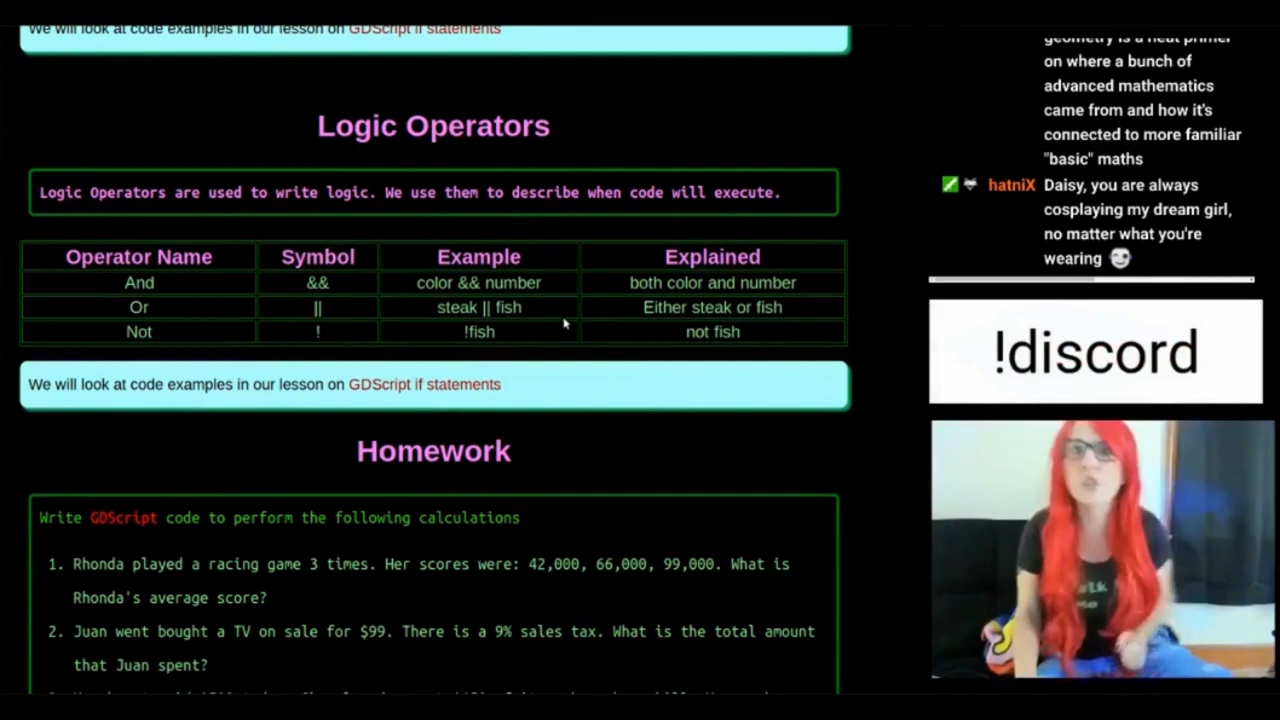 We will look at code examples in our lesson on GDScript if statements
Logic Operators
Logic Operators are used to write logic. We use them to describe when code will execute.
Operator Name Symbol Example Explained
And && color && number both color and number
Or || steak || fish Either steak or fish
Not ! !fish not fish
We will look at code examples in our lesson on GDScript if statements
Homework
Write GDScript code to perform the following calculations
1. Rhonda played a racing game 3 times. Her scores were: 42,000, 66,000, 99,000. What is
Rhonda's average score?
2. Juan went bought a TV on sale for $99. There is a 9% sales tax. What is the total amount
that Juan spent?
geometry is a neat primer
on where a bunch of
advanced mathematics
came from and how it's
connected to more familiar
"basic" maths
hatniX Daisy, you are always
cosplaying my dream girl,
no matter what you're
wearing
!discord